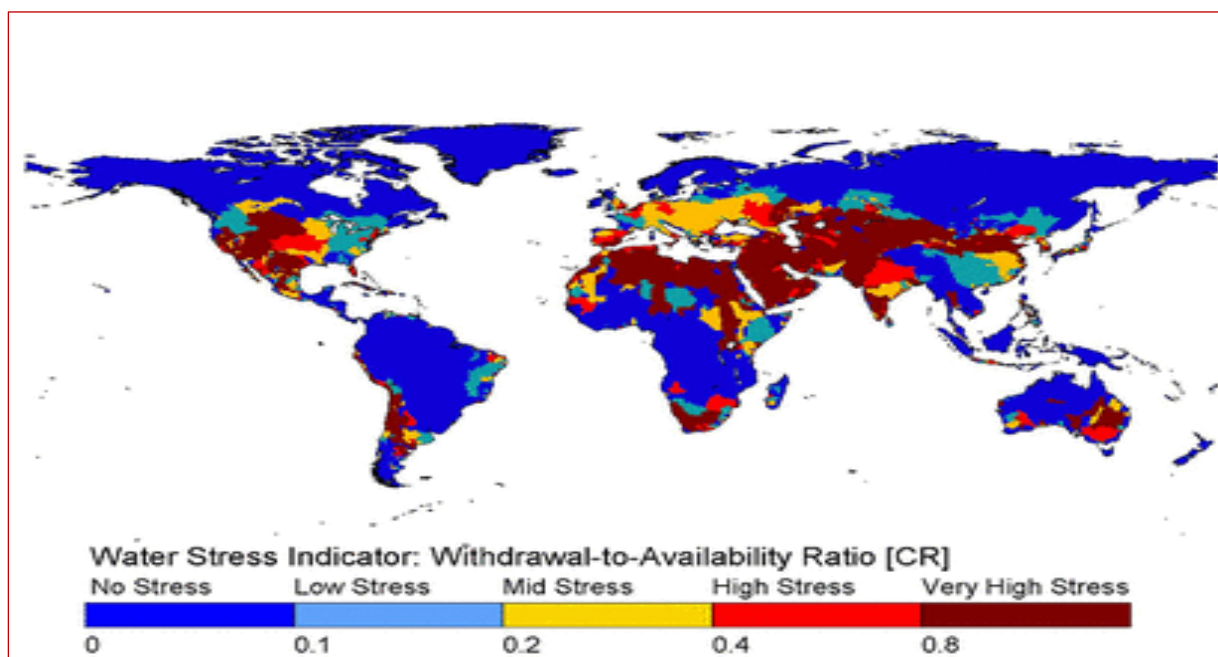 Water Stress Indicator: Withdrawal-to-Availability Ratio [CR]
No Stress Low Stress Mid Stress High Stress Very High Stress
0 0.1 0.2 0.4 0.8